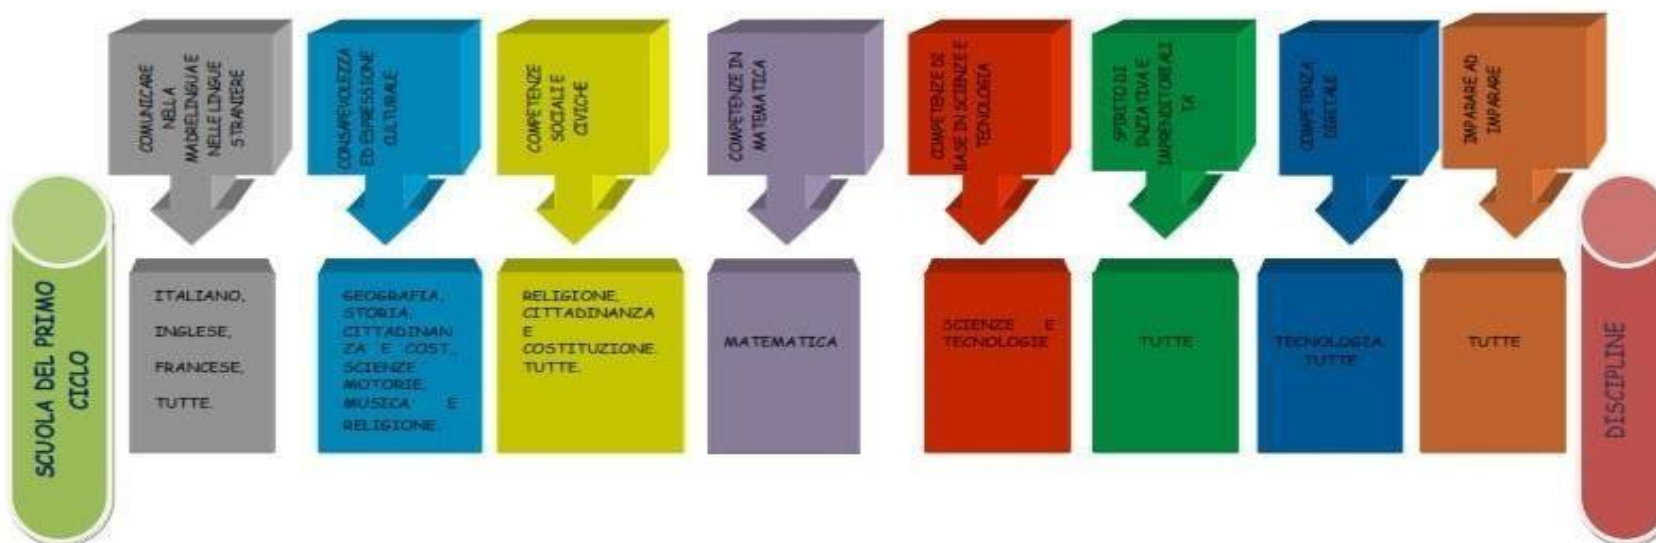 COMUNICARE
NELLA
MADRELINGUA E
NELLE LINGUE
STRANIERE
CONSAPEVOLEZZA
ED ESPRESSIONE
CULTURALE
COMPETENZE
SOCIALI E
CIVICHE
COMPETENZE IN
MATEMATICA
COMPETENZE DI
BASE IN SCIENZE E
TECNOLOGIA
SPIRITO DI
INIZIATIVA E
IMPRENDITOREALI
TA
COMPETENZA
DIGITALE
IMPARARE AD
IMPARARE
SCUOLA DEL PRIMO
CICLO
ITALIANO,
INGLESE,
FRANCESE,
TUTTE.
GEOGRAFIA,
STORIA,
CITTADINAN
ZA E COST.,
SCIENZE
MOTORIE,
MUSICA E
RELIGIONE.
RELIGIONE,
CITTADINANZA
E
COSTITUZIONE.
TUTTE.
MATEMATICA
SCIENZE E
TECNOLOGIE
TUTTE
TECNOLOGIA.
TUTTE
TUTTE
DISCIPLINE